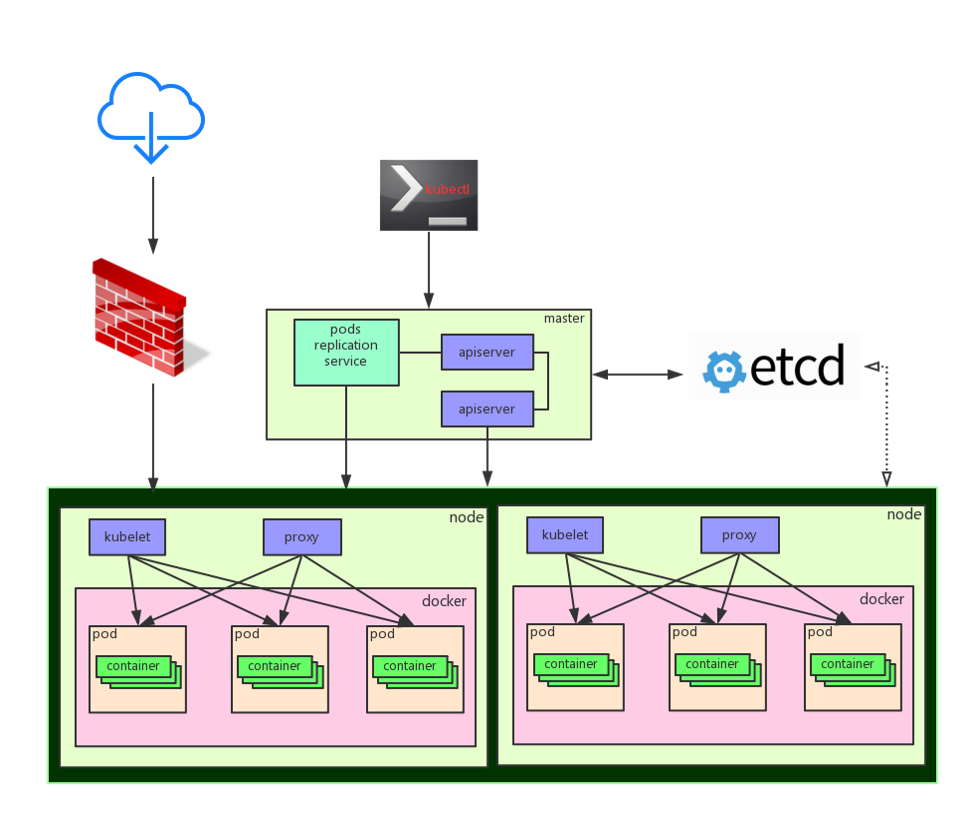 kubectl
master
pods
replication
service
apiserver
apiserver
etcd
node
kubelet
proxy
docker
pod
container
pod
container
pod
container
node
kubelet
proxy
docker
pod
container
pod
container
pod
container